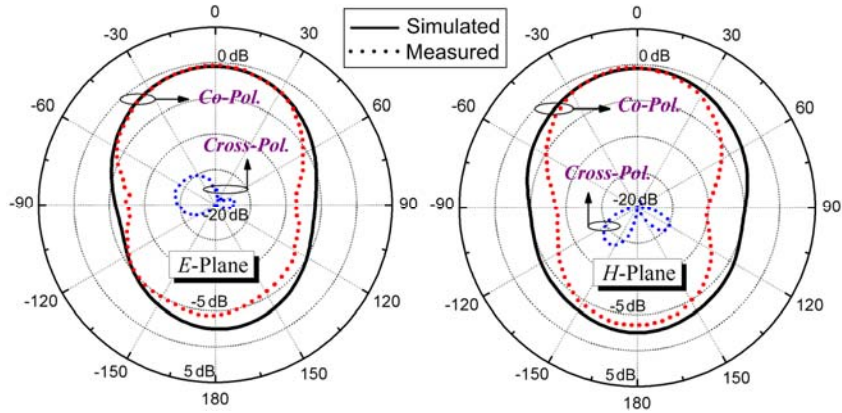 Simulated
Measured
0
30
60
90
120
150
180
-150
-120
-90
-60
-30
0 dB
-20 dB
-5 dB
5 dB
Co-Pol.
Cross-Pol.
E-Plane
0
30
60
90
120
150
180
-150
-120
-90
-60
-30
0 dB
-20 dB
-5 dB
5 dB
Co-Pol.
Cross-Pol.
H-Plane